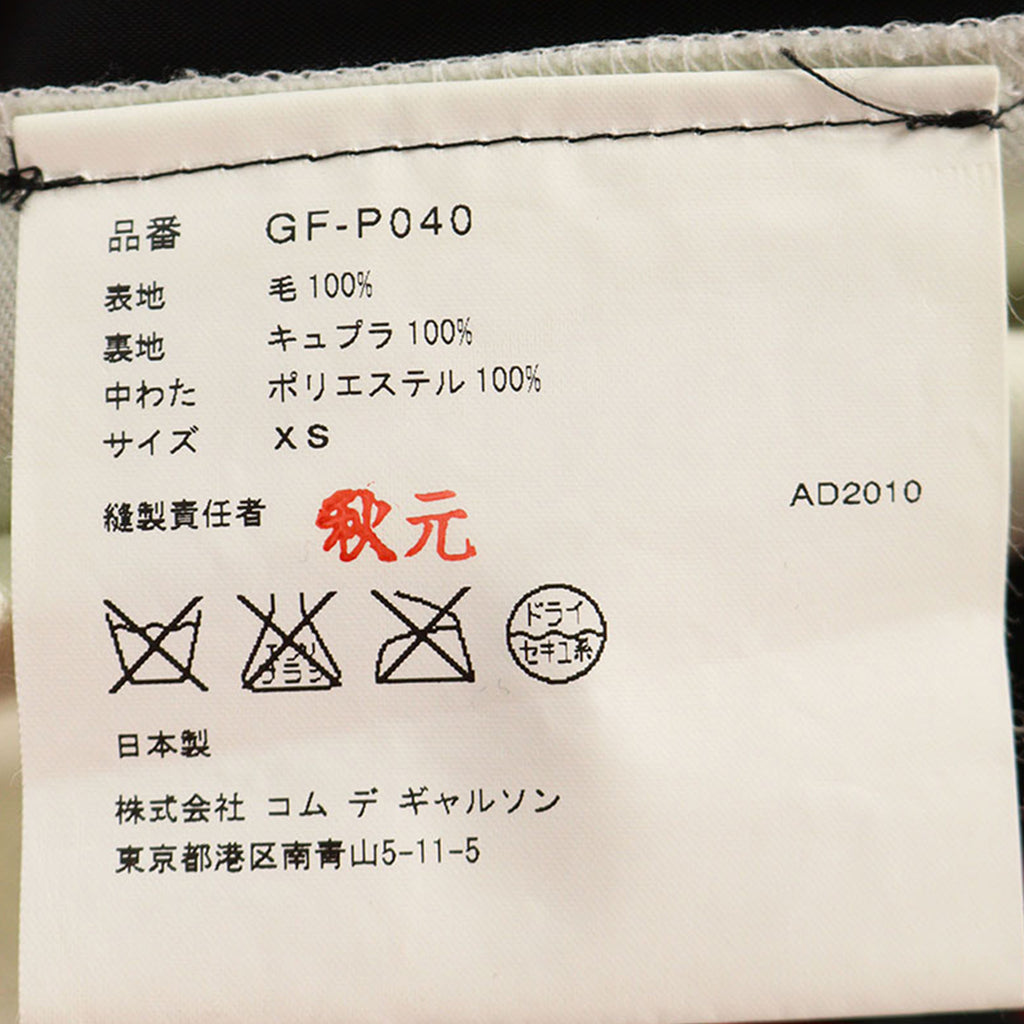 品番 GF-P040
表地 毛 100%
裏地 キュプラ 100%
中わた ポリエステル 100%
サイズ XS
AD2010
縫製責任者 秋元
エンソ
フラシ
ドライ
セキユ系
日本製
株式会社 コム デ ギャルソン
東京都港区南青山5-11-5